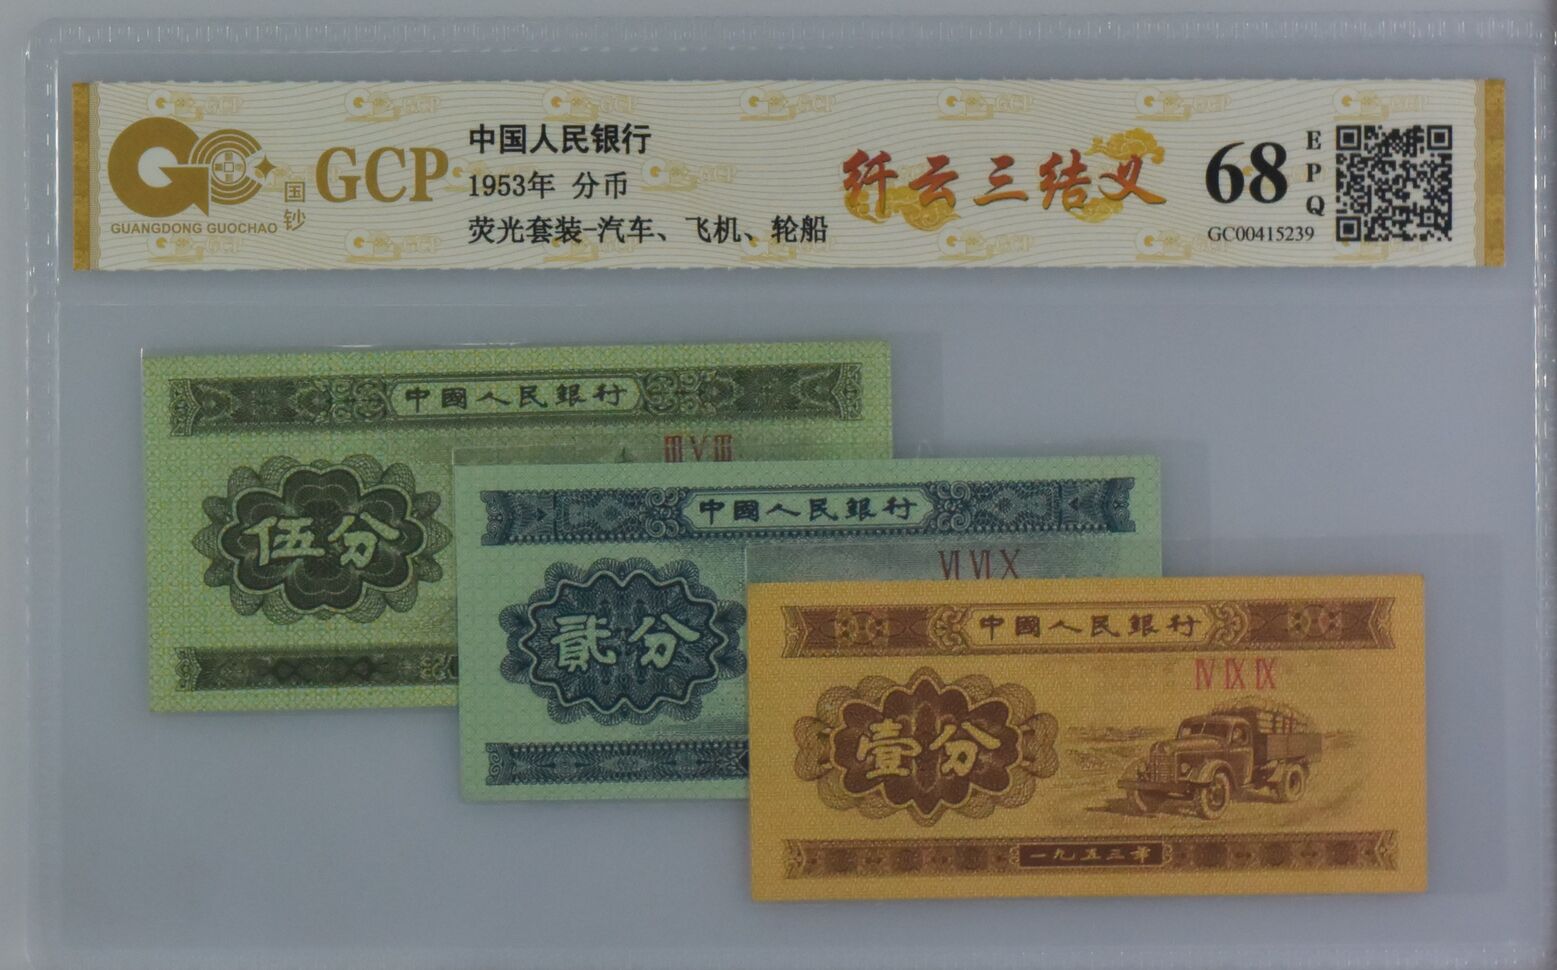 GUANGDONG GUOCHAO
国钞
GCP
中国人民银行
1953年 分币
荧光套装-汽车、飞机、轮船
纤云三结义
68
EPQ
GC00415239
中國人民銀行
ⅢⅤⅢ
伍分
中國人民銀行
ⅥⅥⅩ
貳分
中國人民銀行
ⅣⅨⅨ
壹分
一九五三年